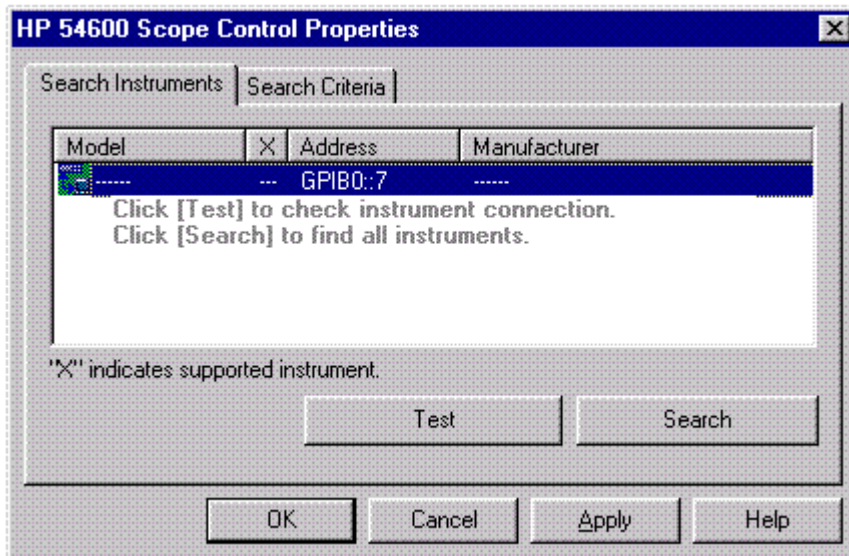 HP 54600 Scope Control Properties
Search Instruments Search Criteria
Model X Address Manufacturer
------ --- GPIB0::7 ------
Click [Test] to check instrument connection.
Click [Search] to find all instruments.
"X" indicates supported instrument.
Test Search
OK Cancel Apply Help